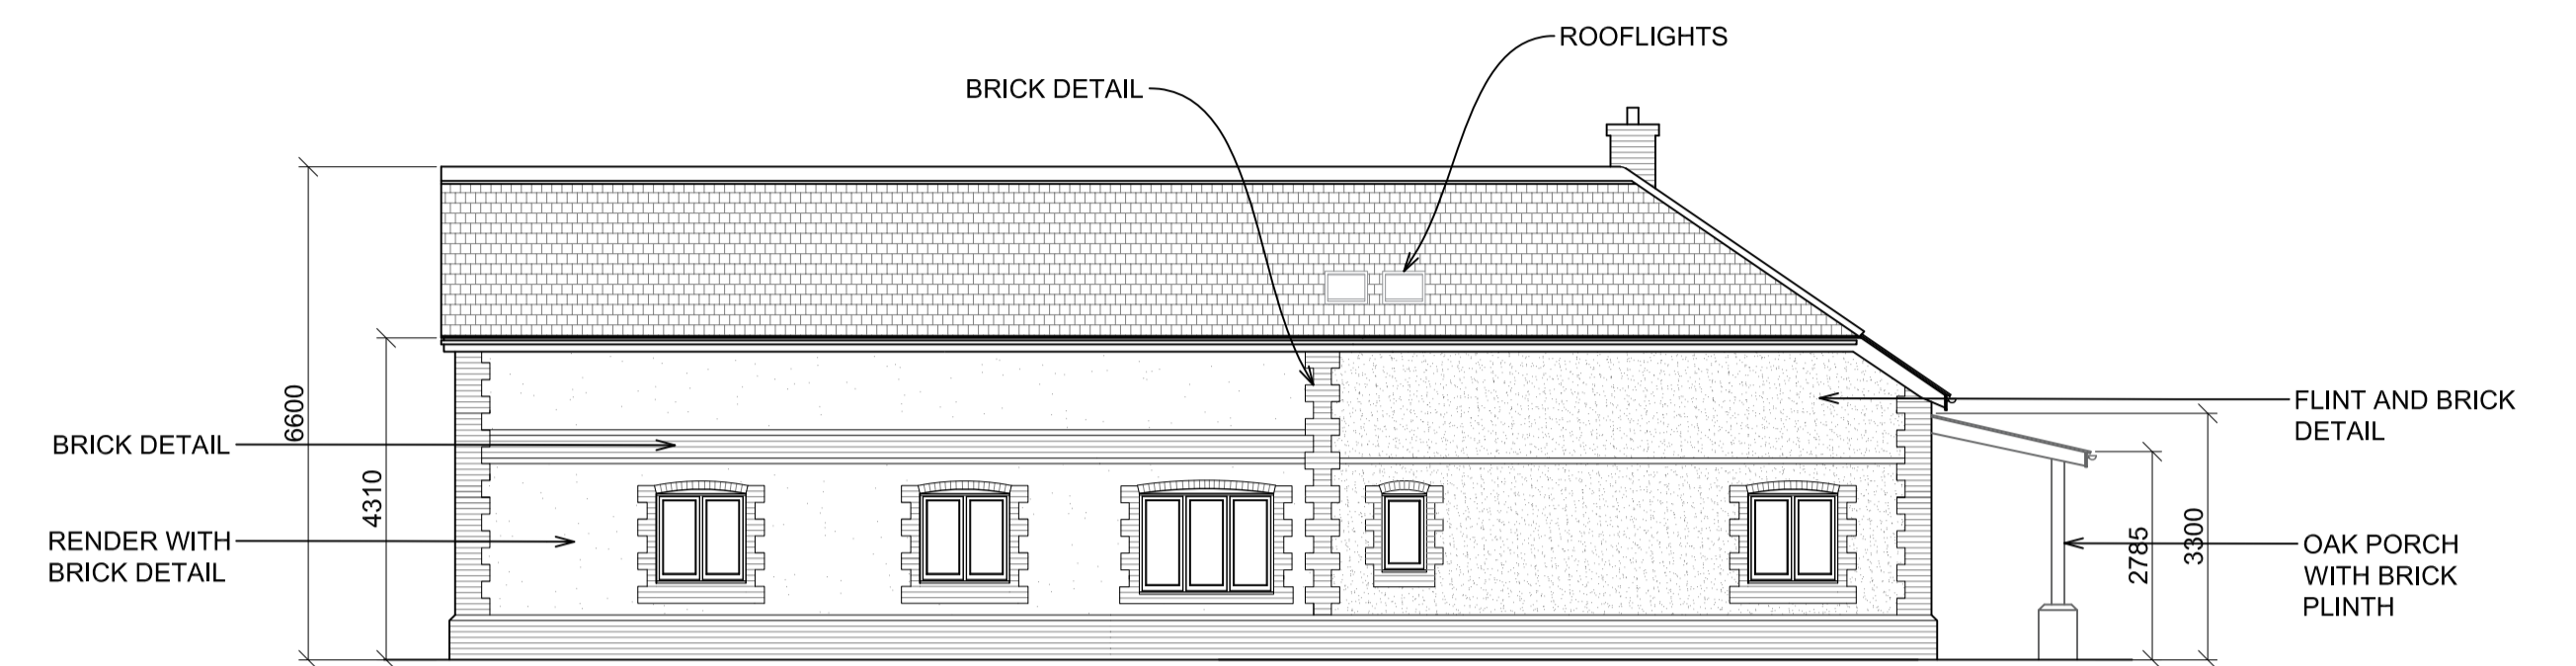 ROOFLIGHTS
BRICK DETAIL
6600
4310
BRICK DETAIL
RENDER WITH
BRICK DETAIL
FLINT AND BRICK
DETAIL
2785
3300
OAK PORCH
WITH BRICK
PLINTH